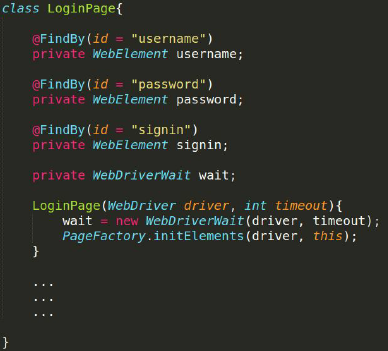 class LoginPage{
@FindBy(id = "username")
private WebElement username;
@FindBy(id = "password")
private WebElement password;
@FindBy(id = "signin")
private WebElement signin;
private WebDriverWait wait;
LoginPage(WebDriver driver, int timeout){
wait = new WebDriverWait(driver, timeout);
PageFactory.initElements(driver, this);
}
...
...
...
}